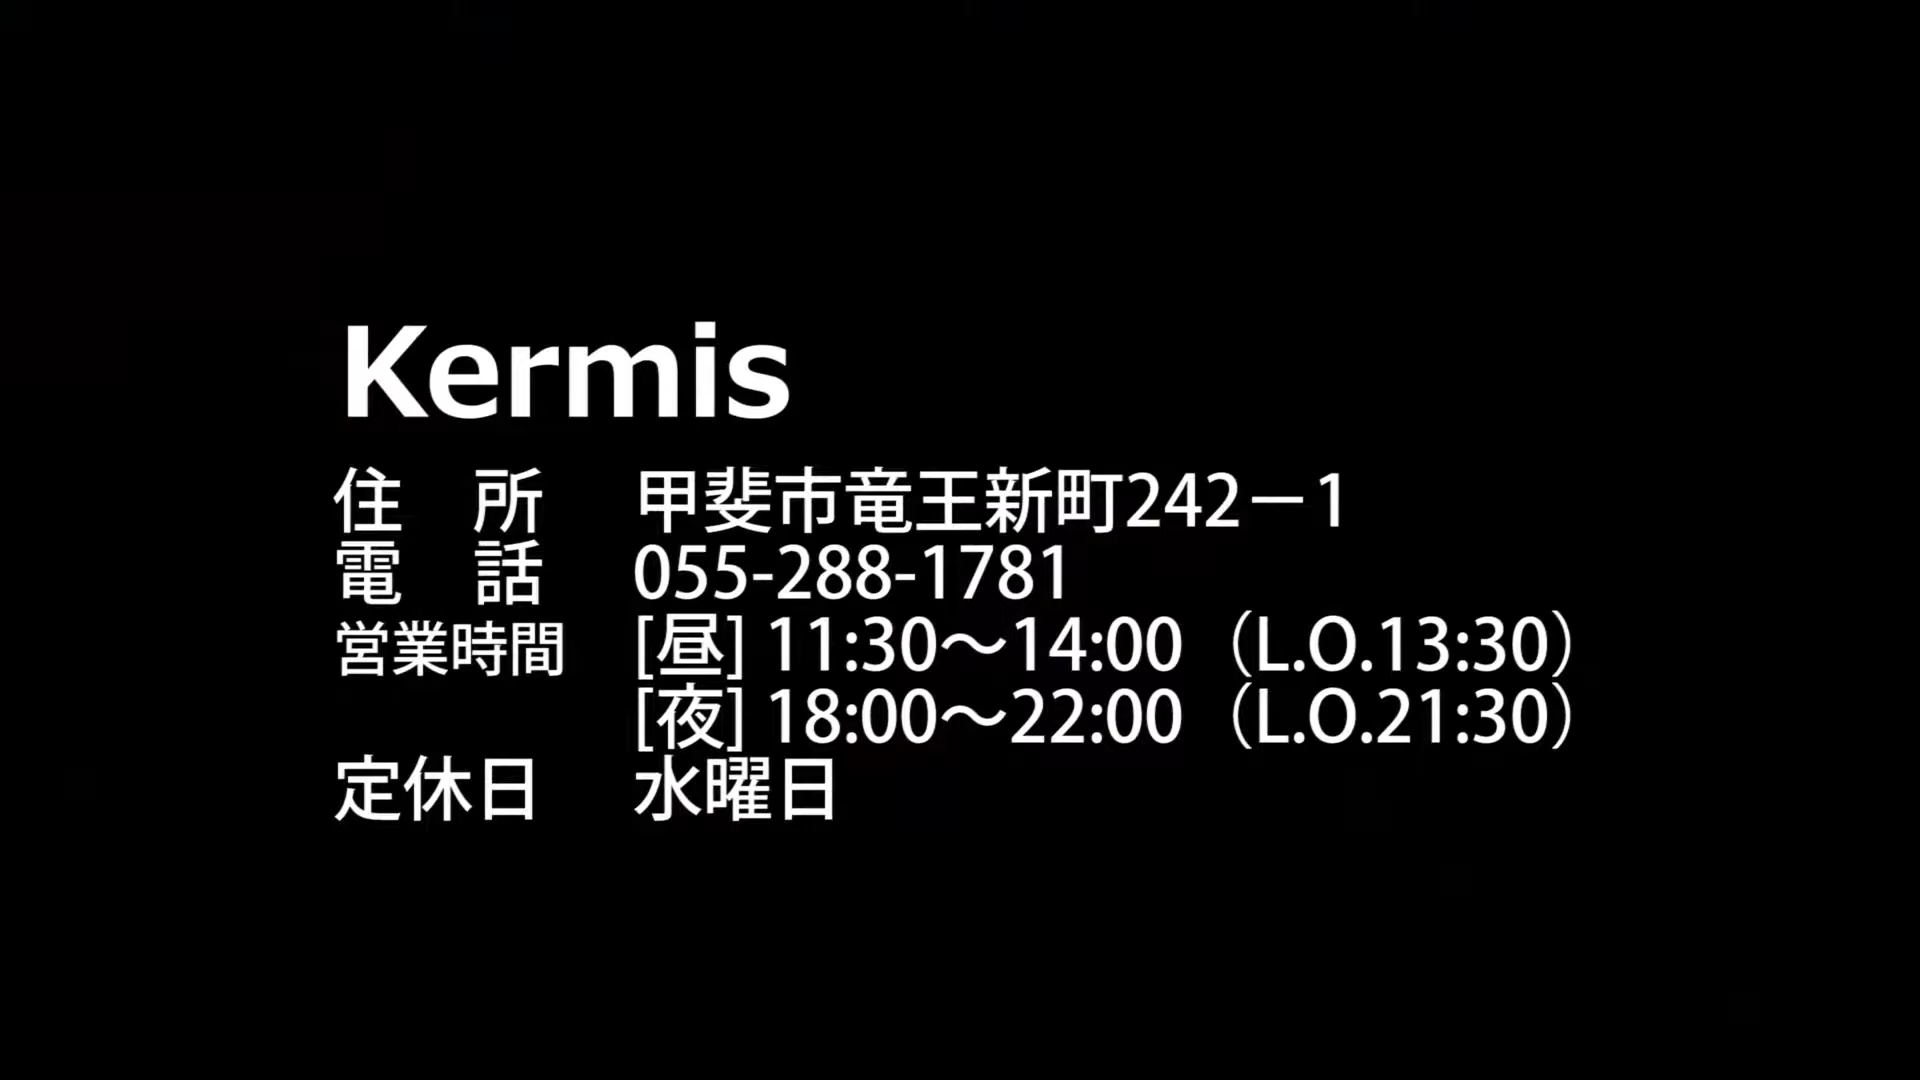 Kermis
住　所　甲斐市竜王新町242－1
電　話　055-288-1781
営業時間　[昼] 11:30～14:00（L.O.13:30）
[夜] 18:00～22:00（L.O.21:30）
定休日　水曜日